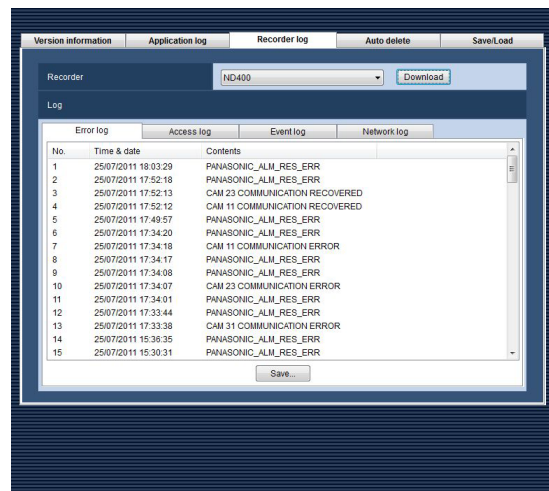 Version information Application log Recorder log Auto delete Save/Load
Recorder ND400 Download
Log
Error log Access log Event log Network log
No. Time & date Contents
1 25/07/2011 18:03:29 PANASONIC_ALM_RES_ERR
2 25/07/2011 17:52:18 PANASONIC_ALM_RES_ERR
3 25/07/2011 17:52:13 CAM 23 COMMUNICATION RECOVERED
4 25/07/2011 17:52:12 CAM 11 COMMUNICATION RECOVERED
5 25/07/2011 17:49:57 PANASONIC_ALM_RES_ERR
6 25/07/2011 17:34:20 PANASONIC_ALM_RES_ERR
7 25/07/2011 17:34:18 CAM 11 COMMUNICATION ERROR
8 25/07/2011 17:34:17 PANASONIC_ALM_RES_ERR
9 25/07/2011 17:34:08 PANASONIC_ALM_RES_ERR
10 25/07/2011 17:34:07 CAM 23 COMMUNICATION ERROR
11 25/07/2011 17:34:01 PANASONIC_ALM_RES_ERR
12 25/07/2011 17:33:44 PANASONIC_ALM_RES_ERR
13 25/07/2011 17:33:38 CAM 31 COMMUNICATION ERROR
14 25/07/2011 15:36:35 PANASONIC_ALM_RES_ERR
15 25/07/2011 15:30:31 PANASONIC_ALM_RES_ERR
Save...